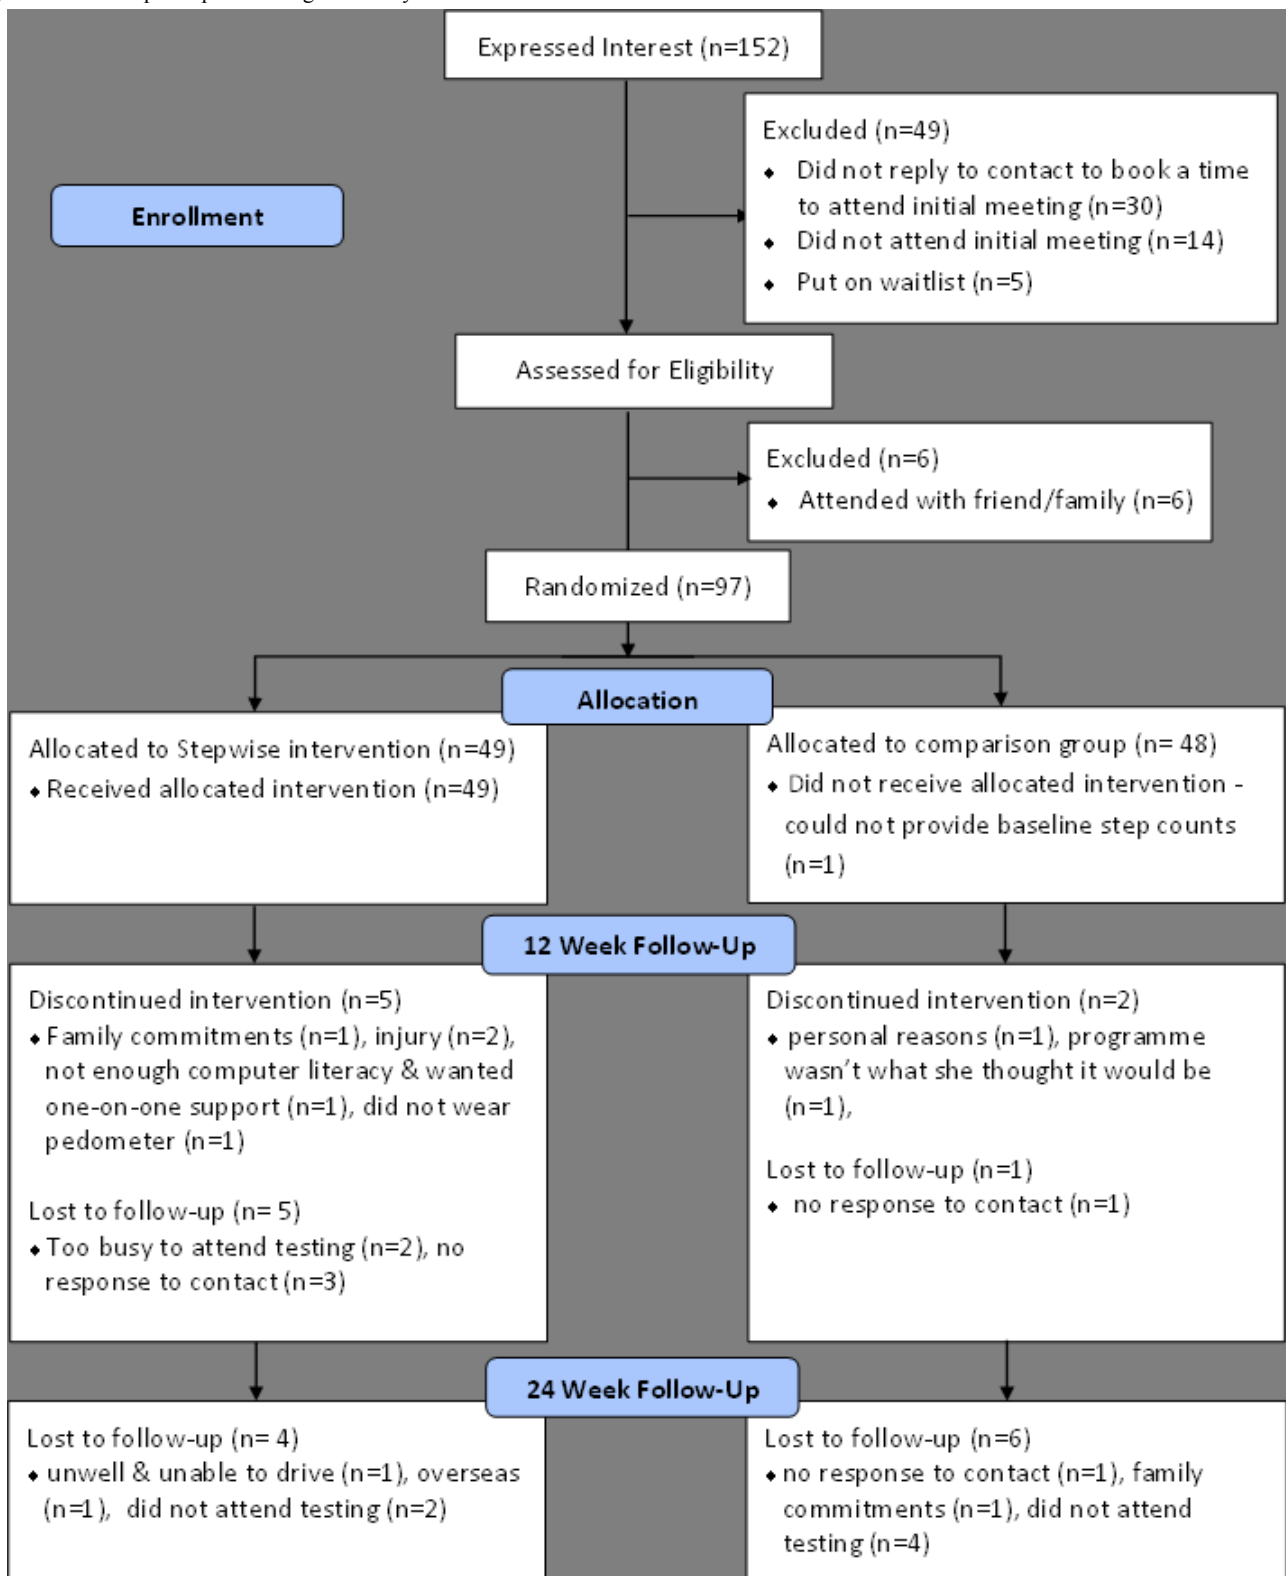 Expressed Interest (n=152)
Excluded (n=49)
⬥ Did not reply to contact to book a time
to attend initial meeting (n=30)
⬥ Did not attend initial meeting (n=14)
⬥ Put on waitlist (n=5)
Enrollment
Assessed for Eligibility
Excluded (n=6)
⬥ Attended with friend/family (n=6)
Randomized (n=97)
Allocation
Allocated to Stepwise intervention (n=49)
⬥ Received allocated intervention (n=49)
Allocated to comparison group (n= 48)
⬥ Did not receive allocated intervention -
could not provide baseline step counts
(n=1)
12 Week Follow-Up
Discontinued intervention (n=5)
⬥ Family commitments (n=1), injury (n=2),
not enough computer literacy & wanted
one-on-one support (n=1), did not wear
pedometer (n=1)
Lost to follow-up (n= 5)
⬥ Too busy to attend testing (n=2), no
response to contact (n=3)
Discontinued intervention (n=2)
⬥ personal reasons (n=1), programme
wasn't what she thought it would be
(n=1),
Lost to follow-up (n=1)
⬥ no response to contact (n=1)
24 Week Follow-Up
Lost to follow-up (n= 4)
⬥ unwell & unable to drive (n=1), overseas
(n=1), did not attend testing (n=2)
Lost to follow-up (n=6)
⬥ no response to contact (n=1), family
commitments (n=1), did not attend
testing (n=4)